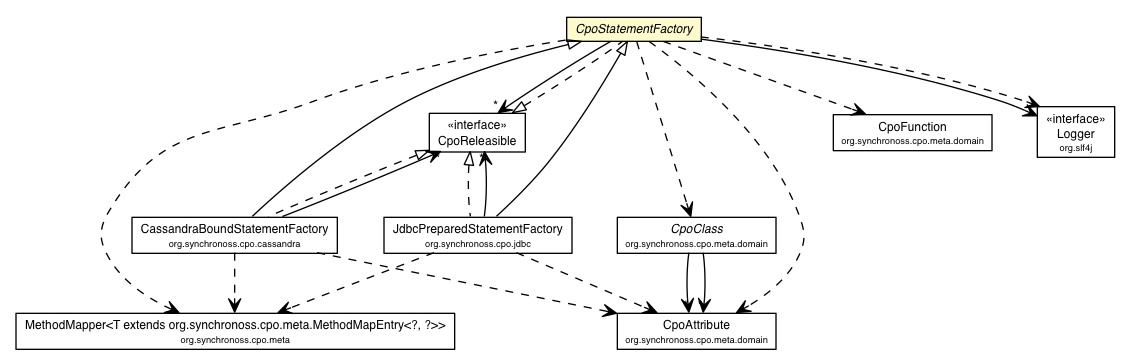 CpoStatementFactory
*
«interface»
CpoReleasible
CpoFunction
org.synchronoss.cpo.meta.domain
«interface»
Logger
org.slf4j
CassandraBoundStatementFactory
org.synchronoss.cpo.cassandra
JdbcPreparedStatementFactory
org.synchronoss.cpo.jdbc
CpoClass
org.synchronoss.cpo.meta.domain
MethodMapper<T extends org.synchronoss.cpo.meta.MethodMapEntry<?, ?>>
org.synchronoss.cpo.meta
CpoAttribute
org.synchronoss.cpo.meta.domain